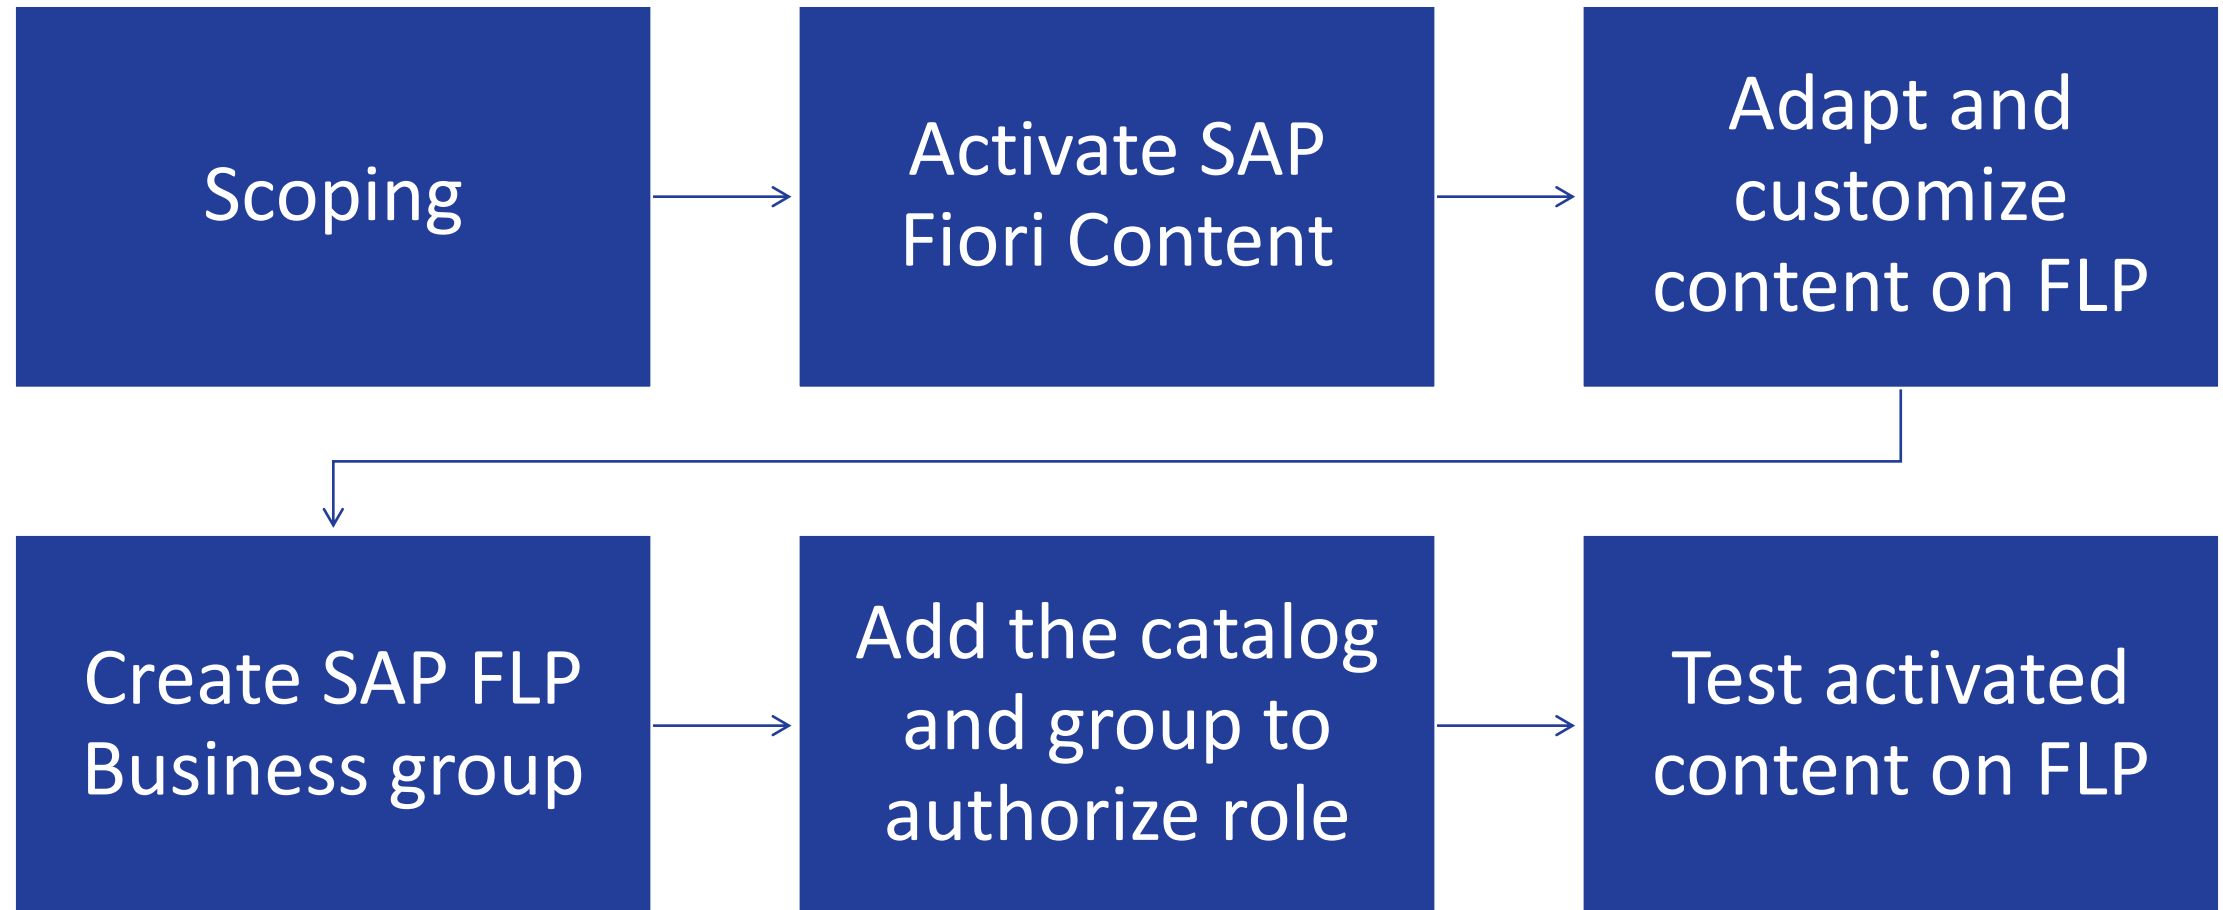 Scoping
Activate SAP
Fiori Content
Adapt and
customize
content on FLP
Create SAP FLP
Business group
Add the catalog
and group to
authorize role
Test activated
content on FLP